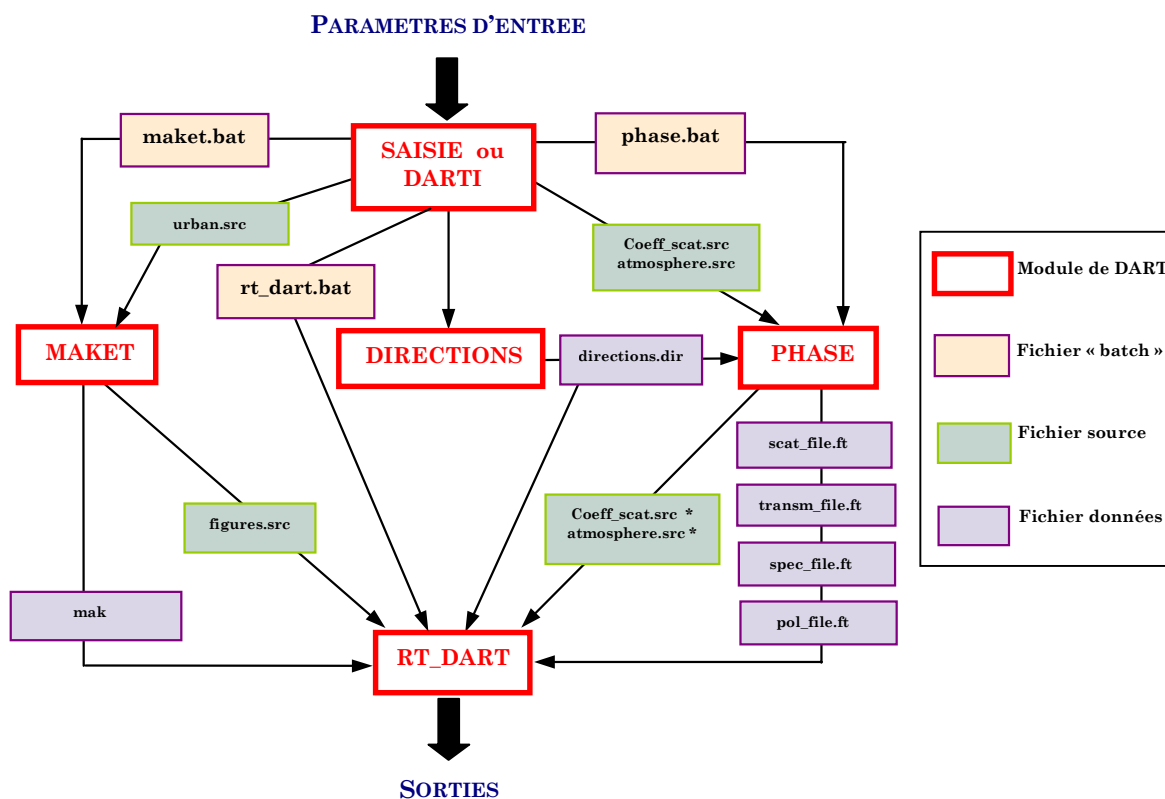 PARAMETRES D'ENTREE
maket.bat
SAISIE ou
DARTI
phase.bat
urban.src
Coeff_scat.src
atmosphere.src
rt_dart.bat
MAKET
DIRECTIONS
directions.dir
PHASE
scat_file.ft
transm_file.ft
spec_file.ft
pol_file.ft
figures.src
Coeff_scat.src *
atmosphere.src *
mak
RT_DART
SORTIES
Module de DART
Fichier « batch »
Fichier source
Fichier données